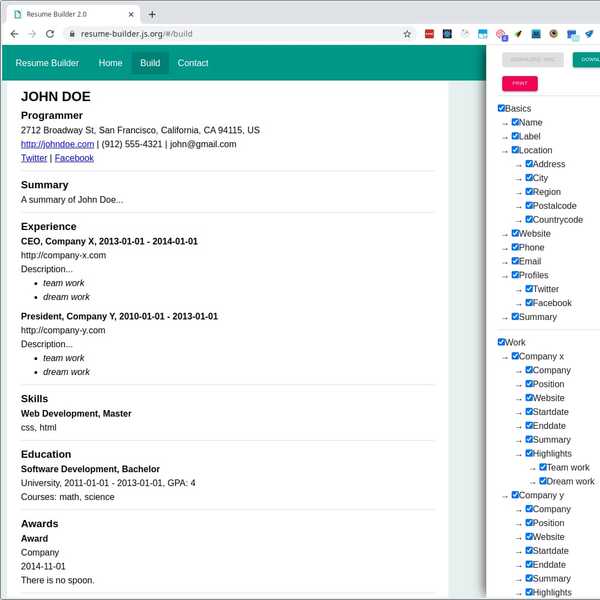 Resume Builder 2.0
resume-builder.js.org/#/build
Resume Builder Home Build Contact
JOHN DOE
Programmer
2712 Broadway St, San Francisco, California, CA 94115, US
http://johndoe.com | (912) 555-4321 | john@gmail.com
Twitter | Facebook
Summary
A summary of John Doe...
Experience
CEO, Company X, 2013-01-01 - 2014-01-01
http://company-x.com
Description...
• team work
• dream work
President, Company Y, 2010-01-01 - 2013-01-01
http://company-y.com
Description...
• team work
• dream work
Skills
Web Development, Master
css, html
Education
Software Development, Bachelor
University, 2011-01-01 - 2013-01-01, GPA: 4
Courses: math, science
Awards
Award
Company
2014-11-01
There is no spoon.
PRINT
Basics
→ Name
→ Label
→ Location
→ Address
→ City
→ Region
→ Postalcode
→ Countrycode
→ Website
→ Phone
→ Email
→ Profiles
→ Twitter
→ Facebook
→ Summary
Work
→ Company x
→ Company
→ Position
→ Website
→ Startdate
→ Enddate
→ Summary
→ Highlights
→ Team work
→ Dream work
→ Company y
→ Company
→ Position
→ Website
→ Startdate
→ Enddate
→ Summary
→ Highlights